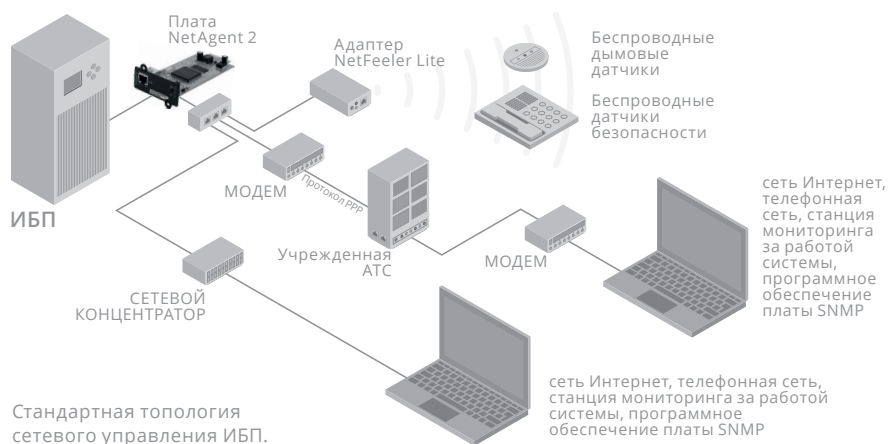 Плата
NetAgent 2
Адаптер
NetFeeler Lite
Беспроводные
дымовые
датчики
Беспроводные
датчики
безопасности
ИБП
МОДЕМ
Протокол PPP
Учрежденная
АТС
МОДЕМ
сеть Интернет,
телефонная
сеть, станция
мониторинга
за работой
системы,
программное
обеспечение
платы SNMP
СЕТЕВОЙ
КОНЦЕНТРАТОР
сеть Интернет, телефонная сеть,
станция мониторинга за работой
системы, программное
обеспечение платы SNMP
Стандартная топология
сетевого управления ИБП.